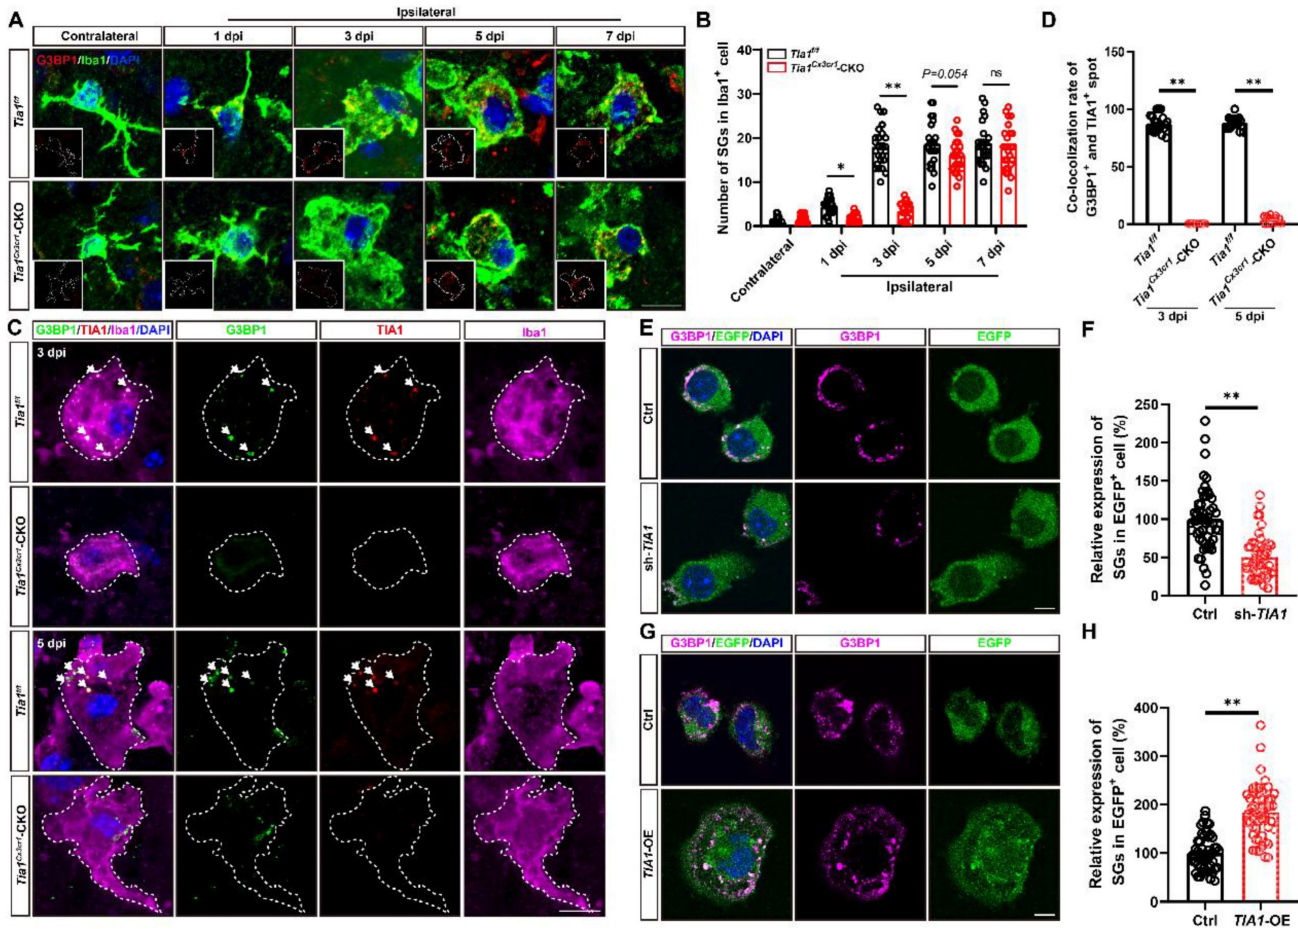 A
Ipsilateral
Contralateral
1 dpi
3 dpi
5 dpi
7 dpi
G3BP1/Iba1/DAPI
Tia1f/f
Tia1Cx3cr1-CKO
B
Number of SGs in Iba1+ cell
40
30
20
10
0
Tia1f/f
Tia1Cx3cr1-CKO
*
**
P=0.054
ns
Contralateral
1 dpi
3 dpi
5 dpi
7 dpi
Ipsilateral
D
Co-locolization rate of
G3BP1+ and TIA1+ spot
150
100
50
0
**
**
Tia1f/f
Tia1Cx3cr1-CKO
Tia1f/f
Tia1Cx3cr1-CKO
3 dpi
5 dpi
C
G3BP1/TIA1/Iba1/DAPI
G3BP1
TIA1
Iba1
3 dpi
Tia1f/f
Tia1Cx3cr1-CKO
5 dpi
Tia1f/f
Tia1Cx3cr1-CKO
E
G3BP1/EGFP/DAPI
G3BP1
EGFP
Ctrl
sh-TIA1
F
Relative expression of
SGs in EGFP+ cell (%)
250
200
150
100
50
0
**
Ctrl
sh-TIA1
G
G3BP1/EGFP/DAPI
G3BP1
EGFP
Ctrl
TIA1-OE
H
Relative expression of
SGs in EGFP+ cell (%)
400
300
200
100
0
**
Ctrl
TIA1-OE